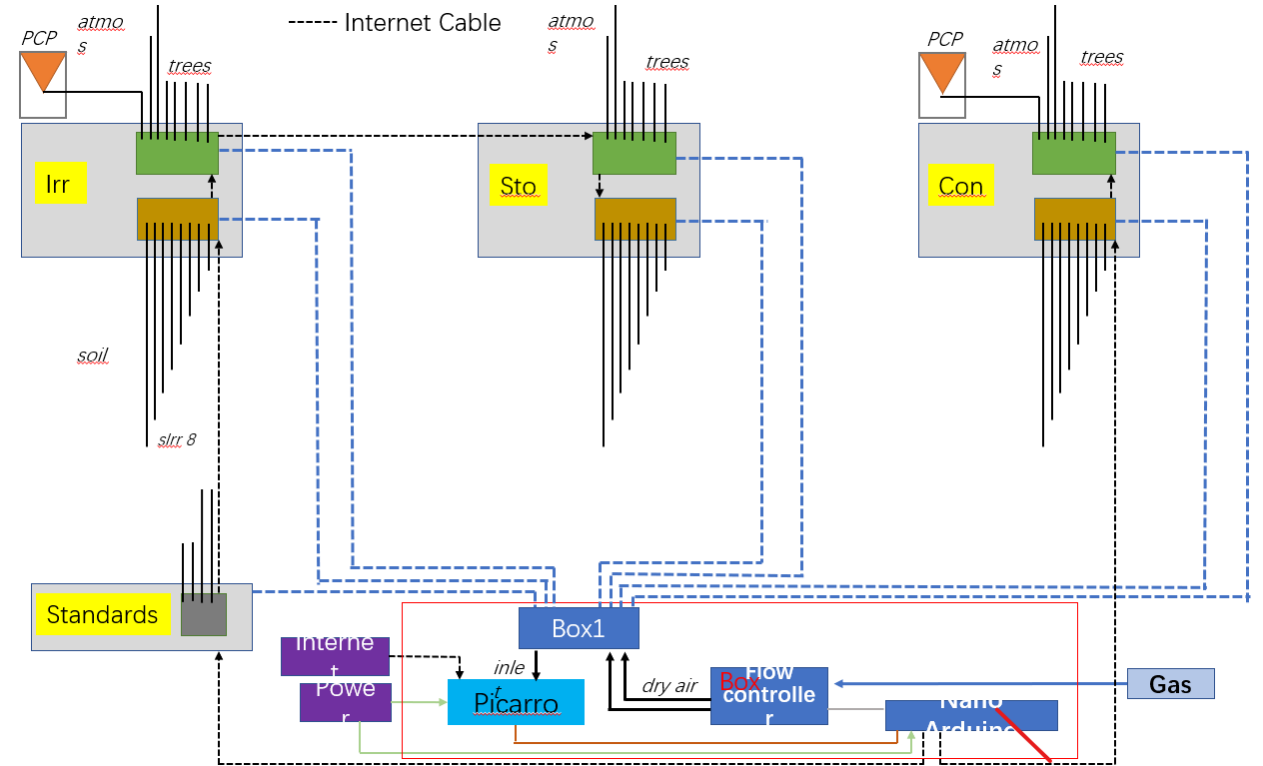 atmo
s
Internet Cable
atmo
s
PCP
trees
trees
PCP
atmo
s
trees
Irr
Sto
Con
soil
sIrr 8
Standards
Box1
Interne
t
inle
t
Powe
r
Picarro
dry air
Box
Flow
controlle
r
Gas
Nano
Arduino